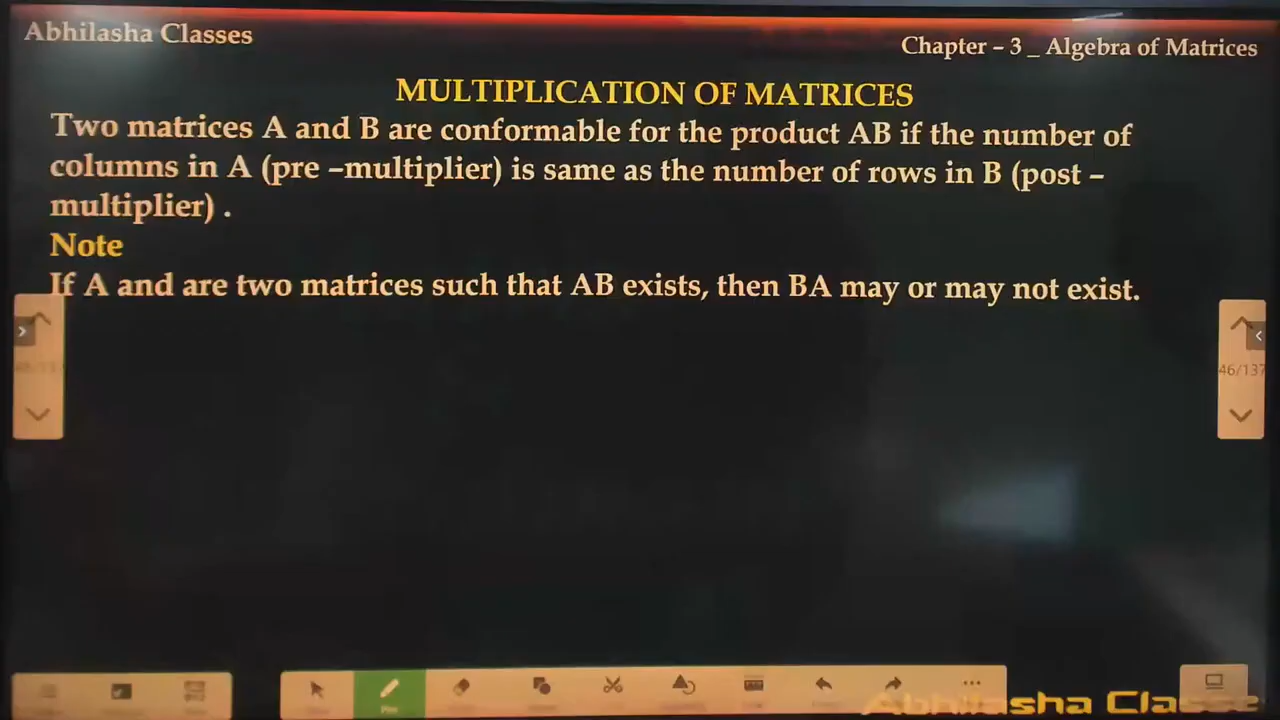 Abhilasha Classes
Chapter – 3 _ Algebra of Matrices
MULTIPLICATION OF MATRICES
Two matrices A and B are conformable for the product AB if the number of
columns in A (pre –multiplier) is same as the number of rows in B (post –
multiplier) .
Note
If A and are two matrices such that AB exists, then BA may or may not exist.
46/137
Abhilasha Classe